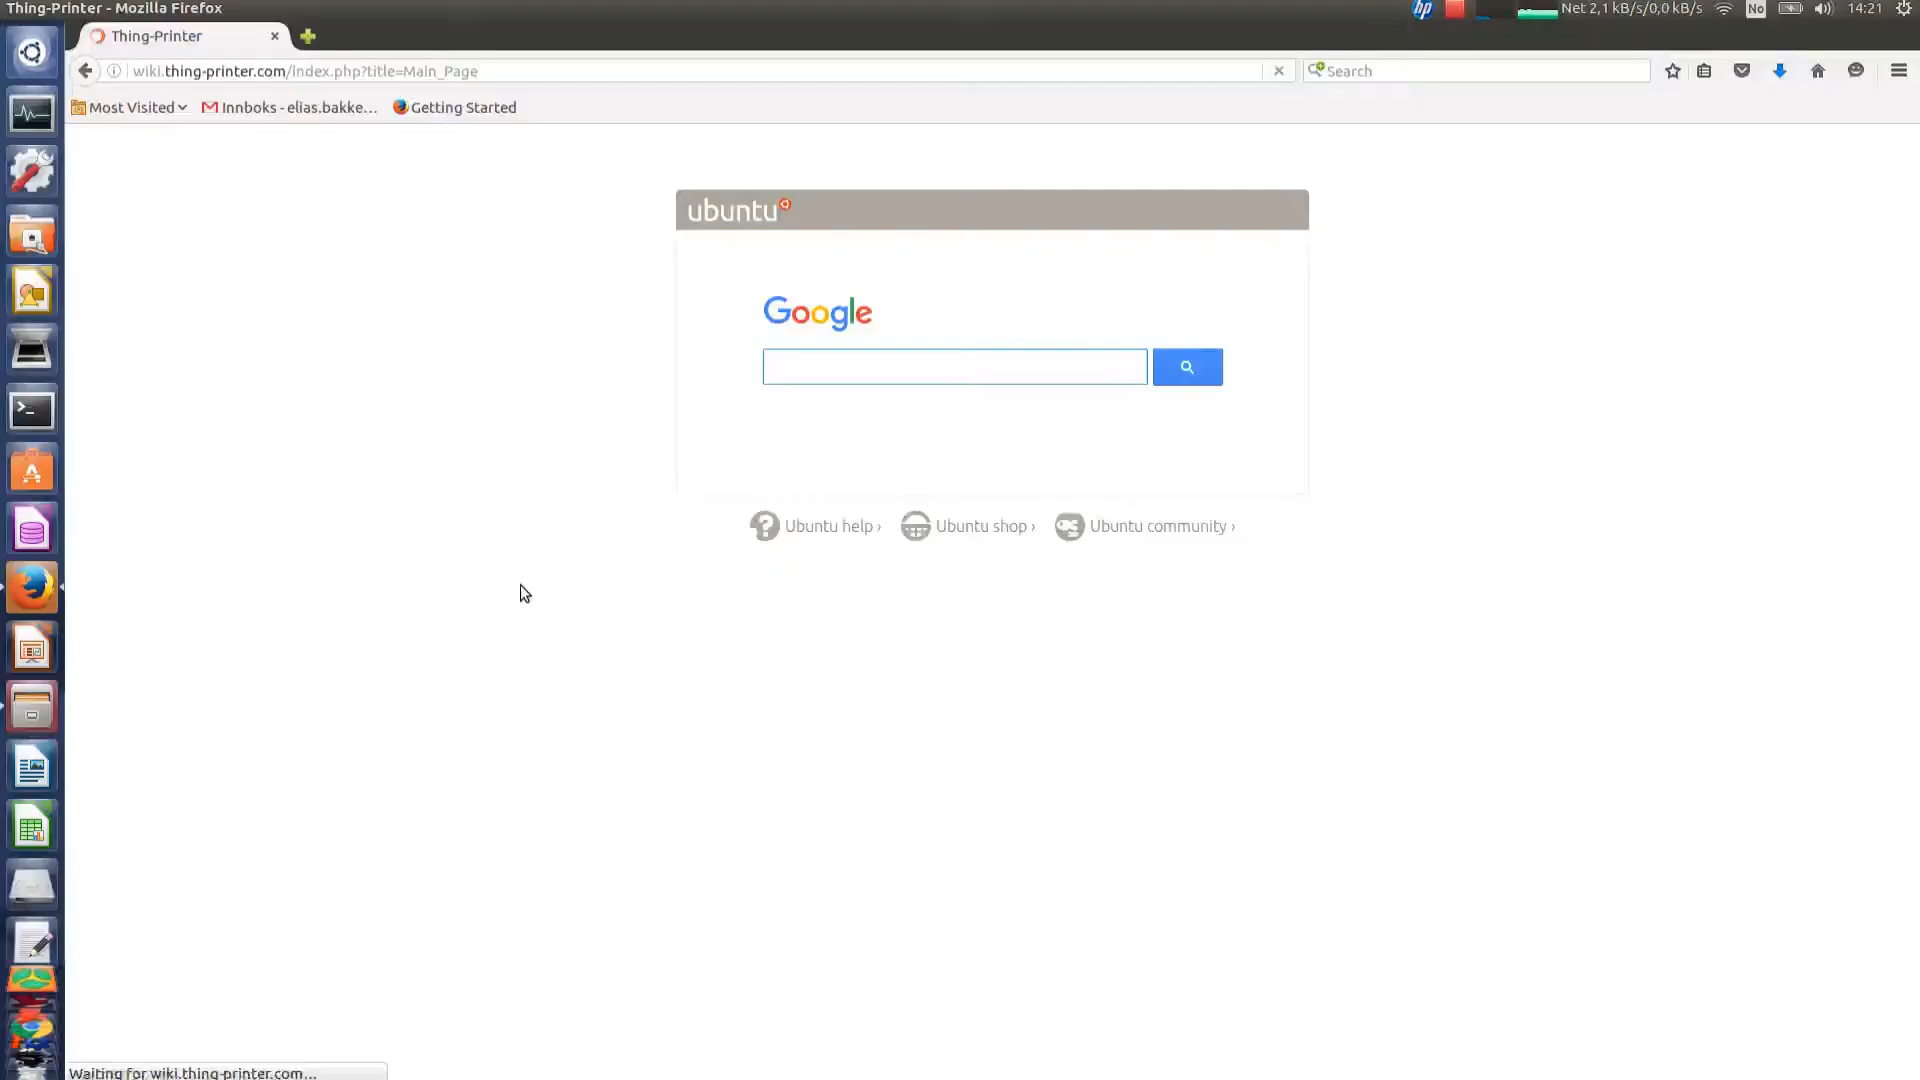 Thing-Printer - Mozilla Firefox
hp
Net 2,1 kB/s/0,0 kB/s
No
14:21
Thing-Printer
wiki.thing-printer.com/index.php?title=Main_Page
Search
Most Visited
Innboks - elias.bakke...
Getting Started
ubuntu
Google
Ubuntu help ›
Ubuntu shop ›
Ubuntu community ›
Waiting for wiki.thing-printer.com...